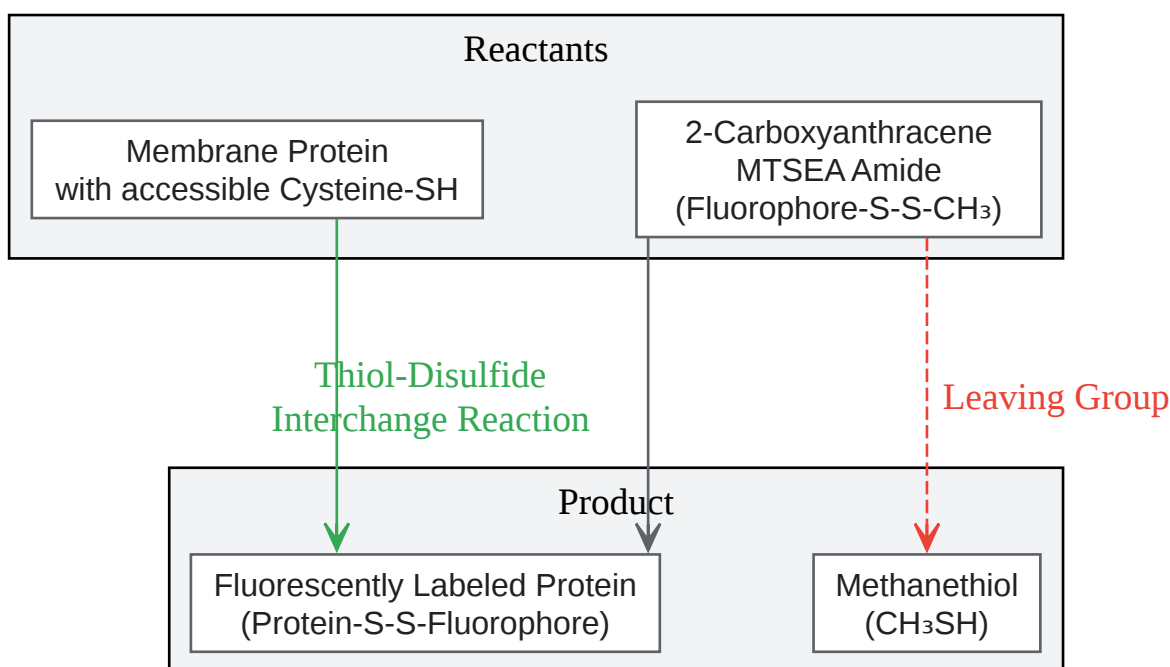 Reactants
Membrane Protein
with accessible Cysteine-SH
2-Carboxyanthracene
MTSEA Amide
(Fluorophore-S-S-CH₃)
Thiol-Disulfide
Interchange Reaction
Leaving Group
Product
Fluorescently Labeled Protein
(Protein-S-S-Fluorophore)
Methanethiol
(CH₃SH)